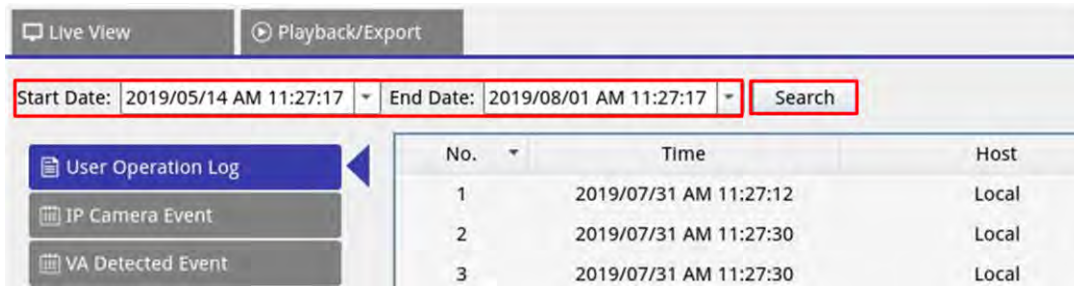 Live View Playback/Export
Start Date: 2019/05/14 AM 11:27:17 End Date: 2019/08/01 AM 11:27:17 Search
User Operation Log
IP Camera Event
VA Detected Event
No. Time Host
1 2019/07/31 AM 11:27:12 Local
2 2019/07/31 AM 11:27:30 Local
3 2019/07/31 AM 11:27:30 Local